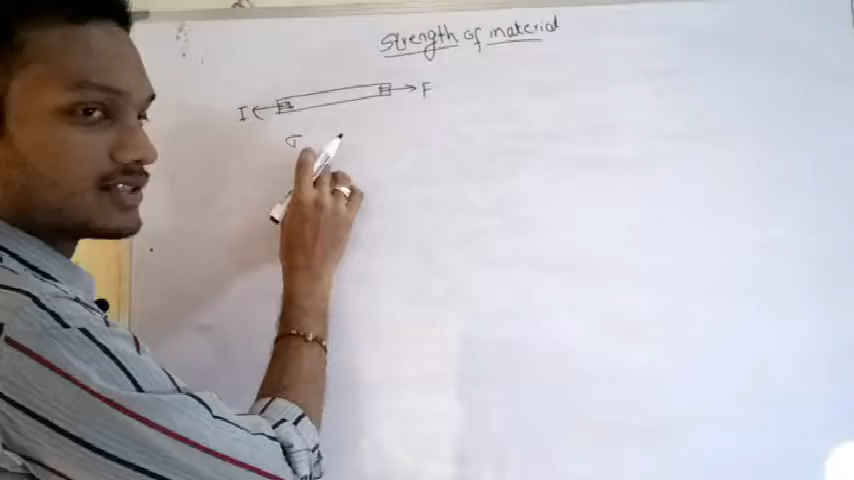 Strength of material
I F
σ